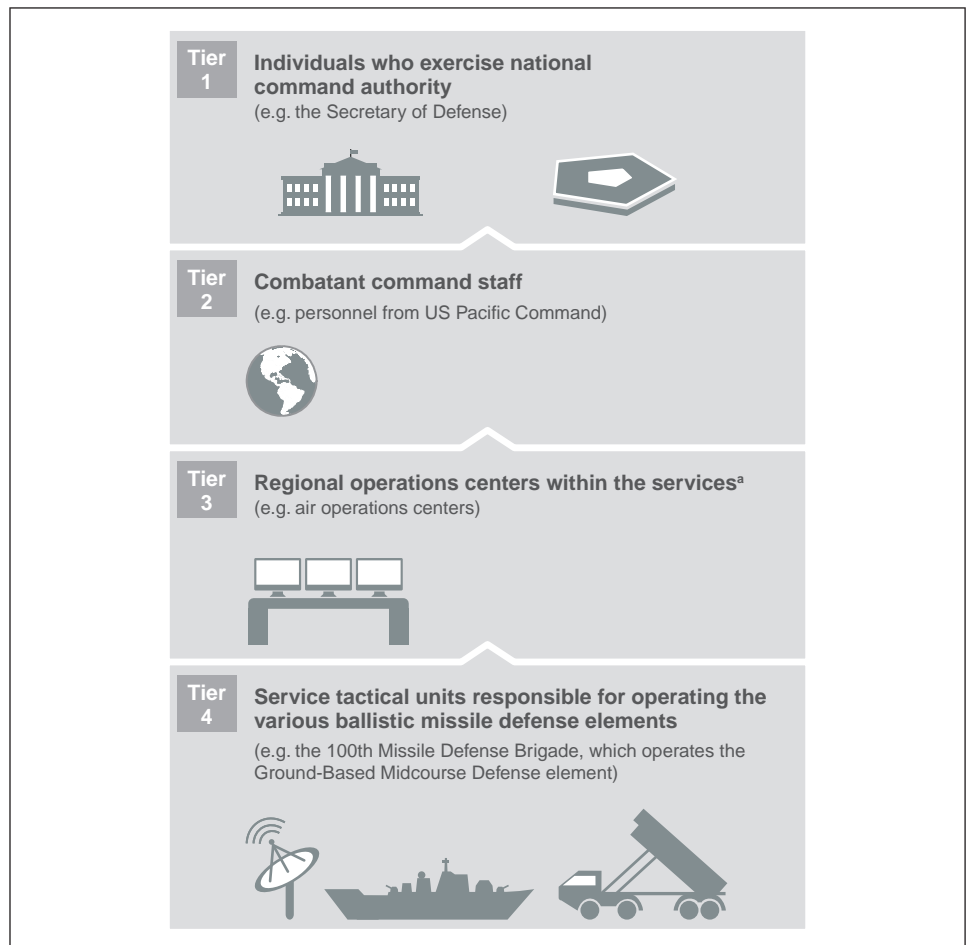 Tier
1
Individuals who exercise national
command authority
(e.g. the Secretary of Defense)
Tier
2
Combatant command staff
(e.g. personnel from US Pacific Command)
Tier
3
Regional operations centers within the servicesᵃ
(e.g. air operations centers)
Tier
4
Service tactical units responsible for operating the
various ballistic missile defense elements
(e.g. the 100th Missile Defense Brigade, which operates the
Ground-Based Midcourse Defense element)